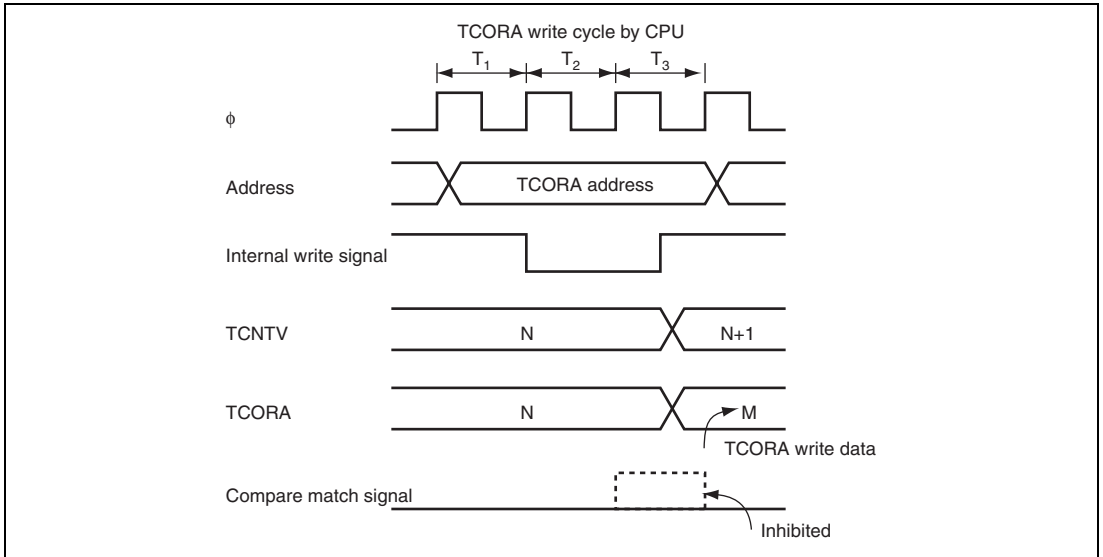 TCORA write cycle by CPU
T1 T2 T3
φ
Address TCORA address
Internal write signal
TCNTV N N+1
TCORA N M
TCORA write data
Compare match signal
Inhibited